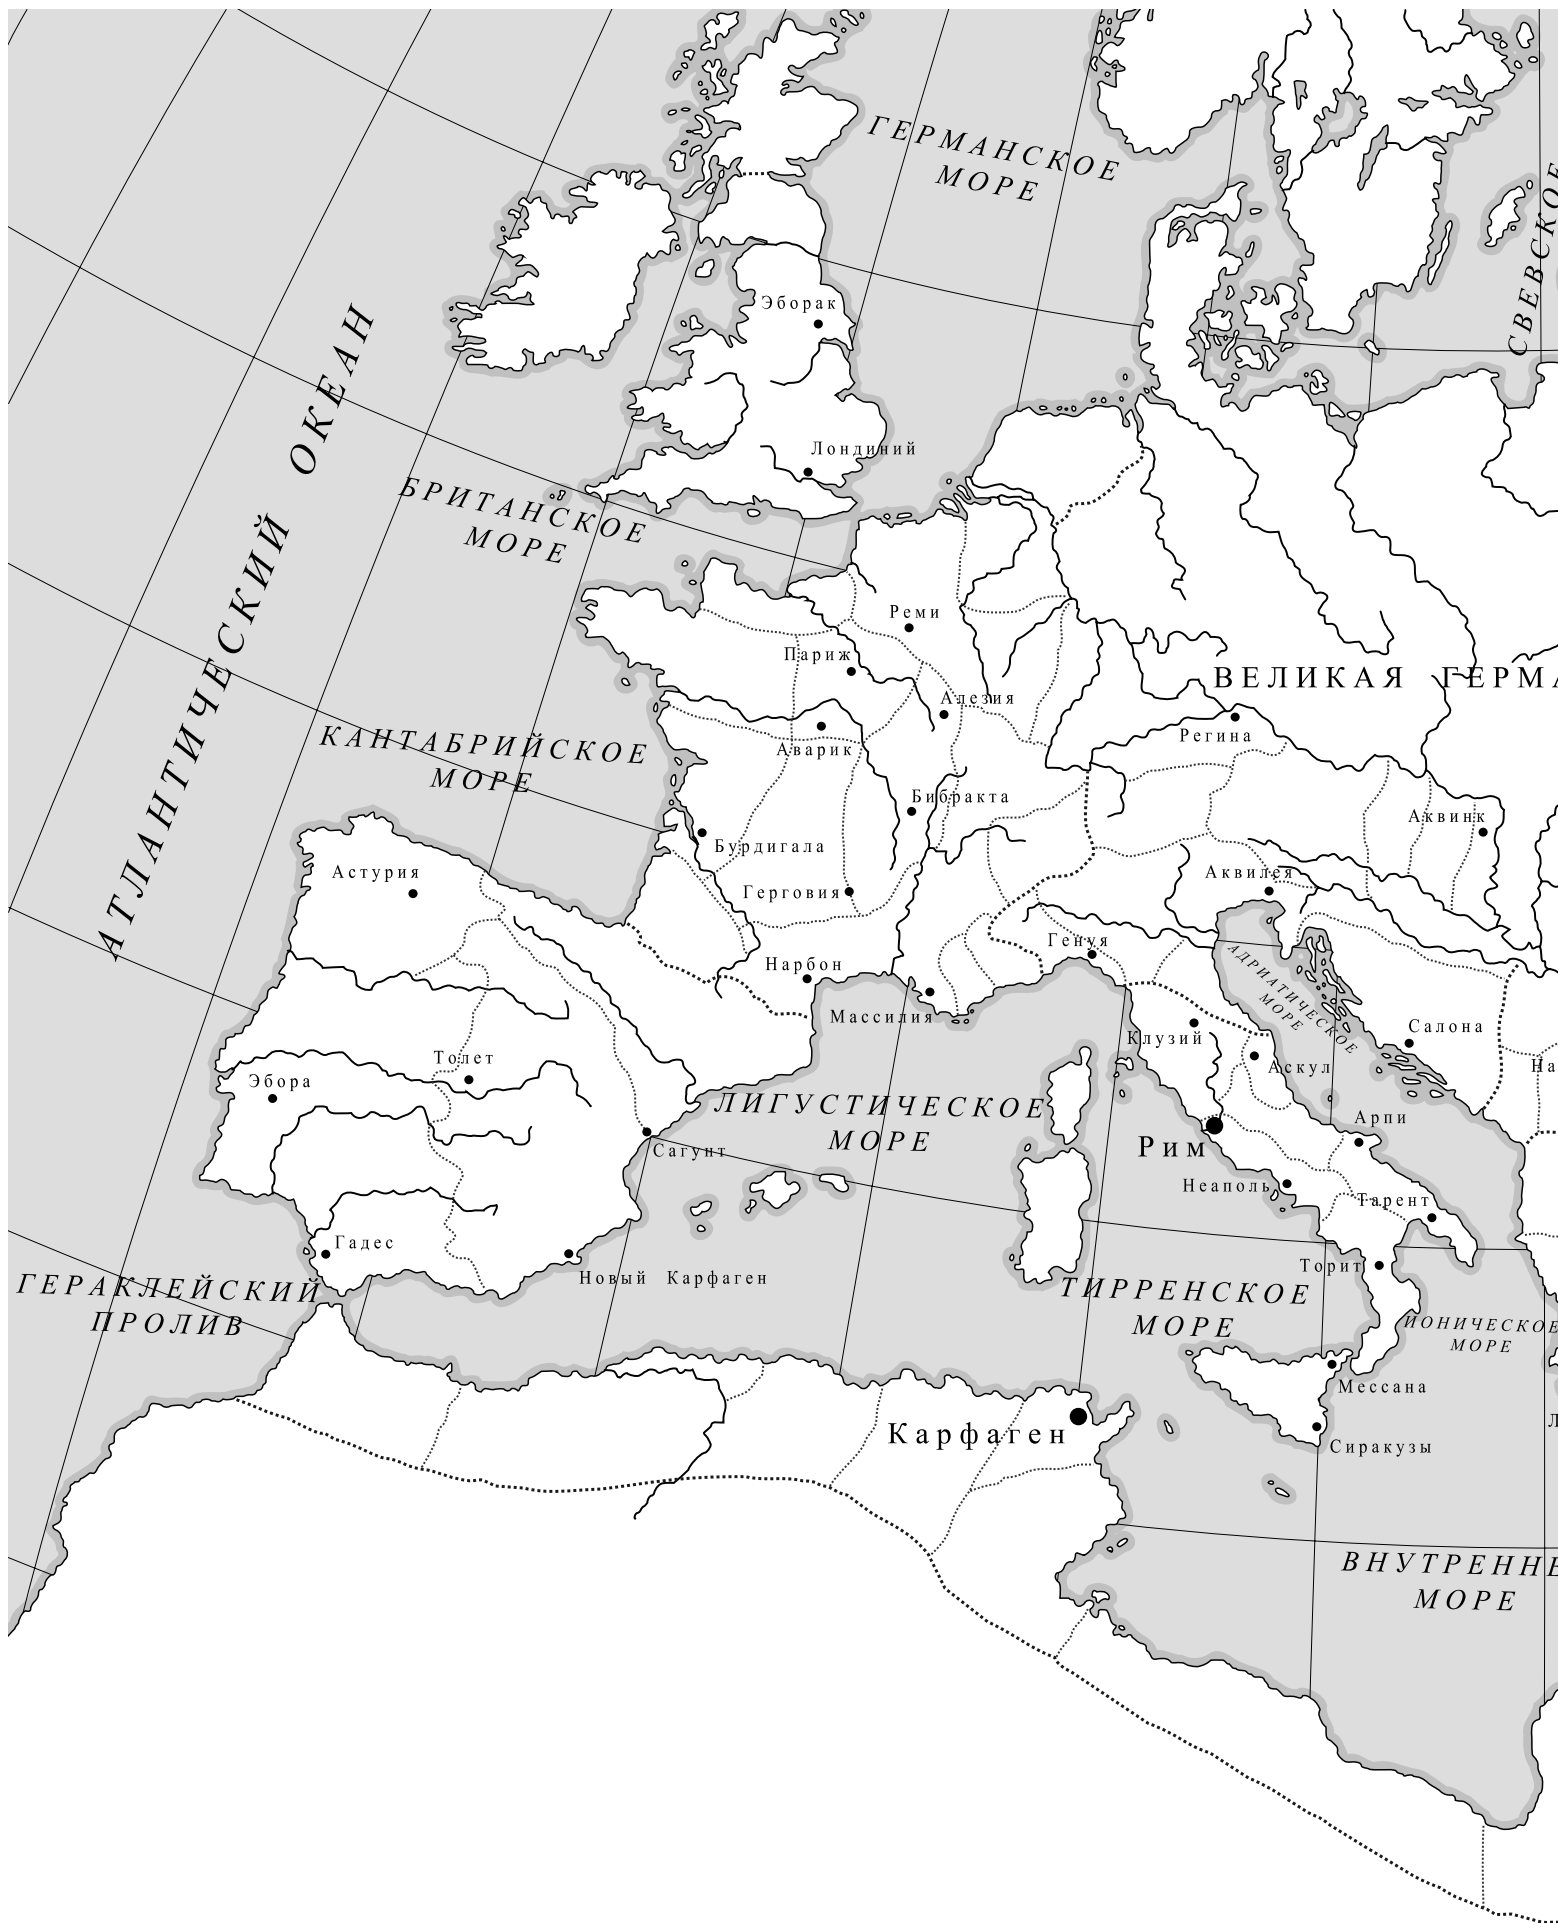 ГЕРМАНСКОЕ
МОРЕ
СВЕВСКОЕ
Эборак
АТЛАНТИЧЕСКИЙ ОКЕАН
Лондиний
БРИТАНСКОЕ
МОРЕ
Реми
Париж
ВЕЛИКАЯ ГЕРМА
Алезия
Регина
КАНТАБРИЙСКОЕ
МОРЕ
Аварик
Бибракта
Аквинк
Бурдигала
Астурия
Аквилея
Герговия
Генуя
Нарбон
АДРИАТИЧЕСКОЕ
МОРЕ
Массилия
Клузий
Салона
Толет
Эбора
Аскул
На
ЛИГУСТИЧЕСКОЕ
МОРЕ
Арпи
Рим
Сагунт
Неаполь
Тарент
Гадес
Новый Карфаген
Торит
ГЕРАКЛЕЙСКИЙ
ПРОЛИВ
ТИРРЕНСКОЕ
МОРЕ
ИОНИЧЕСКОЕ
МОРЕ
Мессана
Карфаген
Сиракузы
ВНУТРЕННЕ
МОРЕ